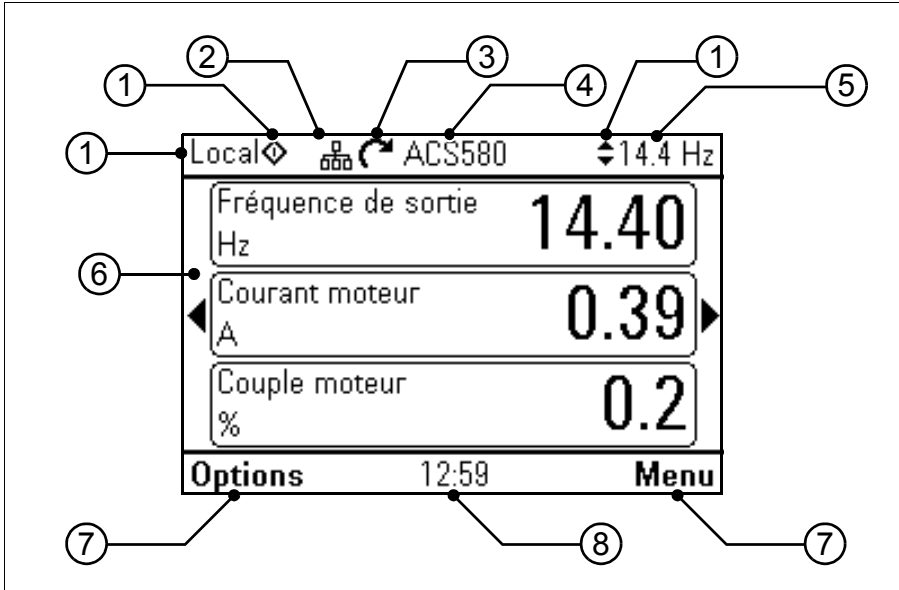 2 3 1
1 4 5
1 Local ACS580 14.4 Hz
Fréquence de sortie 14.40
Hz
6
Courant moteur 0.39
A
Couple moteur 0.2
%
Options 12:59 Menu
7 8 7